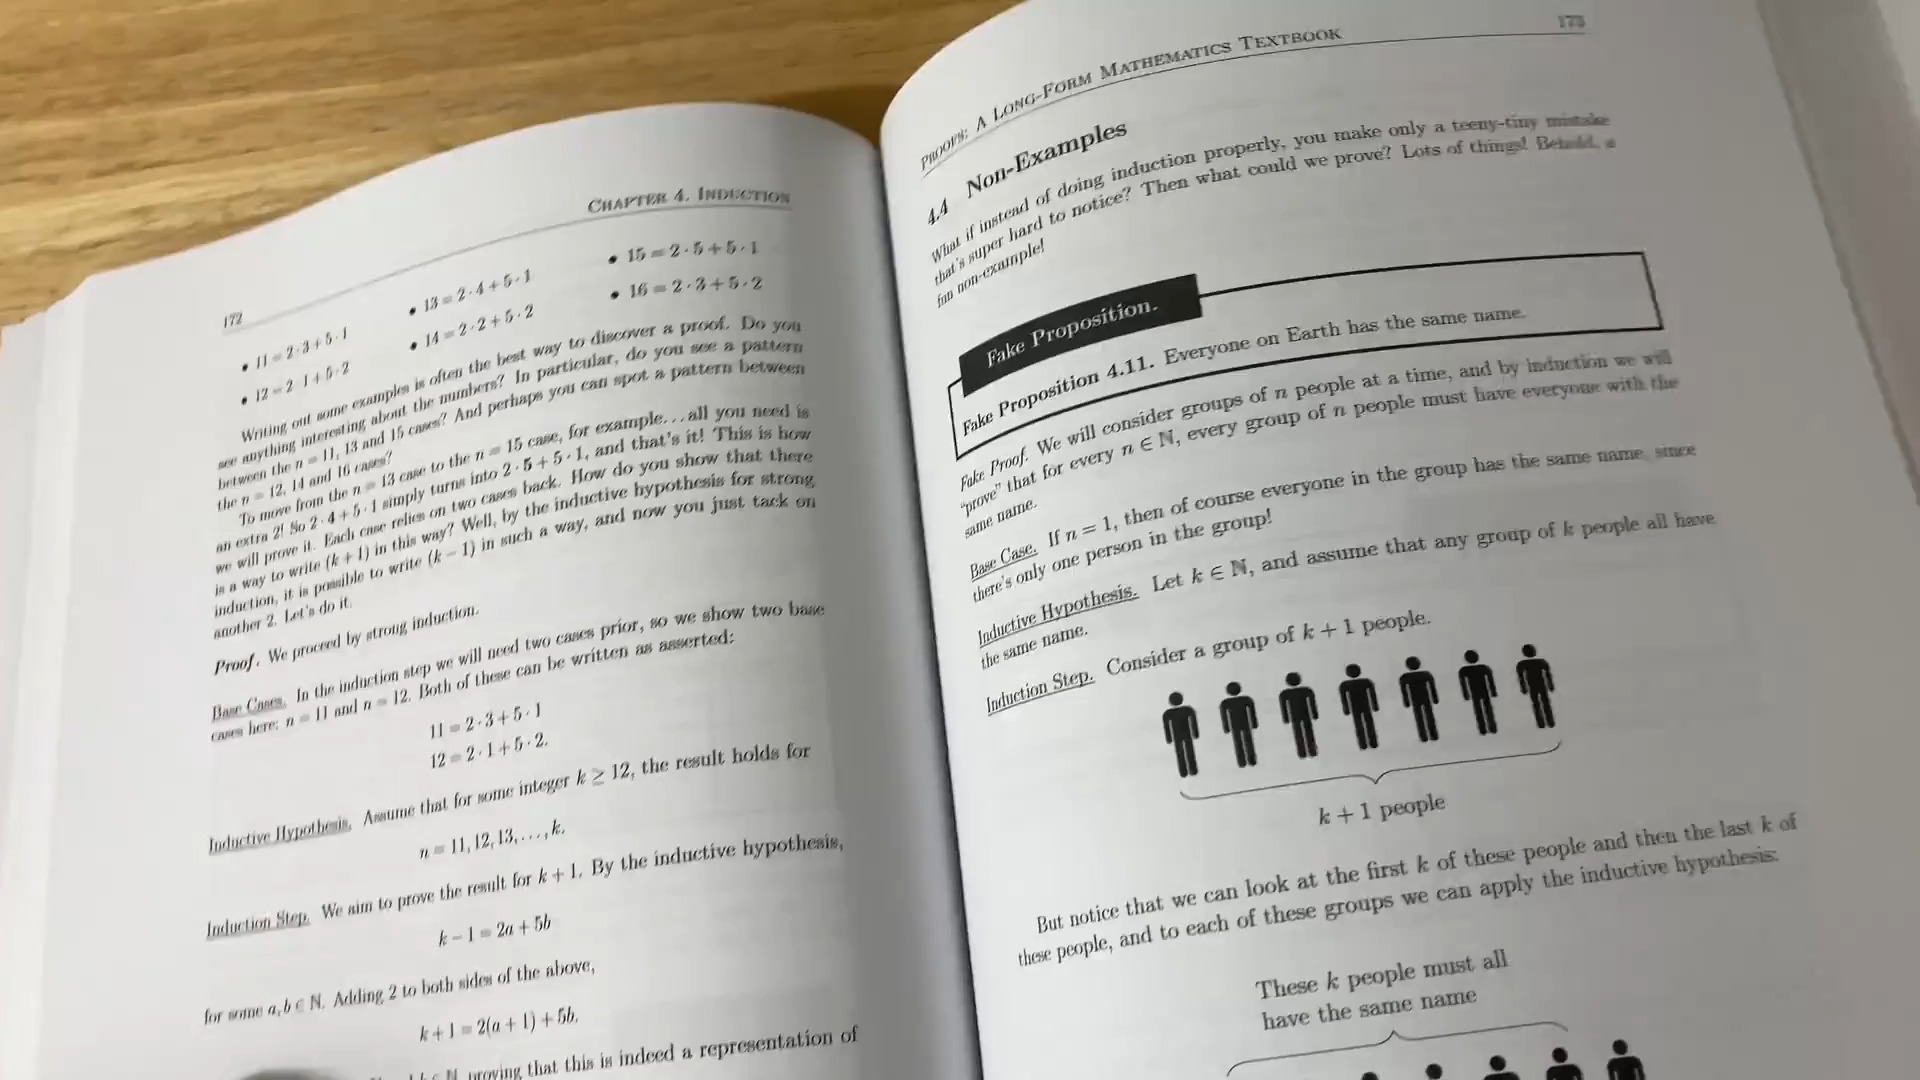 172
CHAPTER 4. INDUCTION
• 11 = 2 · 3 + 5 · 1
• 13 = 2 · 4 + 5 · 1
• 15 = 2 · 5 + 5 · 1
• 12 = 2 · 1 + 5 · 2
• 14 = 2 · 2 + 5 · 2
• 16 = 2 · 3 + 5 · 2
Writing out some examples is often the best way to discover a proof. Do you
see anything interesting about the numbers? In particular, do you see a pattern
between the n = 11, 13 and 15 cases? And perhaps you can spot a pattern between
the n = 12, 14 and 16 cases?
To move from the n = 13 case to the n = 15 case, for example...all you need is
an extra 2! So 2 · 4 + 5 · 1 simply turns into 2 · 5 + 5 · 1, and that's it! This is how
we will prove it. Each case relies on two cases back. How do you show that there
is a way to write (k + 1) in this way? Well, by the inductive hypothesis for strong
induction, it is possible to write (k − 1) in such a way, and now you just tack on
another 2. Let's do it.
Proof. We proceed by strong induction.
Base Cases. In the induction step we will need two cases prior, so we show two base
cases here: n = 11 and n = 12. Both of these can be written as asserted:
11 = 2 · 3 + 5 · 1
12 = 2 · 1 + 5 · 2.
Inductive Hypothesis. Assume that for some integer k ≥ 12, the result holds for
n = 11, 12, 13, . . . , k.
Induction Step. We aim to prove the result for k + 1. By the inductive hypothesis,
k − 1 = 2a + 5b
for some a, b ∈ N. Adding 2 to both sides of the above,
k + 1 = 2(a + 1) + 5b.
proving that this is indeed a representation of
PROOFS: A LONG-FORM MATHEMATICS TEXTBOOK
173
4.4 Non-Examples
What if instead of doing induction properly, you make only a teeny-tiny mistake
that's super hard to notice? Then what could we prove? Lots of things! Behold, a
fun non-example!
Fake Proposition.
Fake Proposition 4.11. Everyone on Earth has the same name.
Fake Proof. We will consider groups of n people at a time, and by induction we will
“prove” that for every n ∈ ℕ, every group of n people must have everyone with the
same name.
Base Case. If n = 1, then of course everyone in the group has the same name, since
there's only one person in the group!
Inductive Hypothesis. Let k ∈ ℕ, and assume that any group of k people all have
the same name.
Induction Step. Consider a group of k + 1 people.
k + 1 people
But notice that we can look at the first k of these people and then the last k of
these people, and to each of these groups we can apply the inductive hypothesis:
These k people must all
have the same name